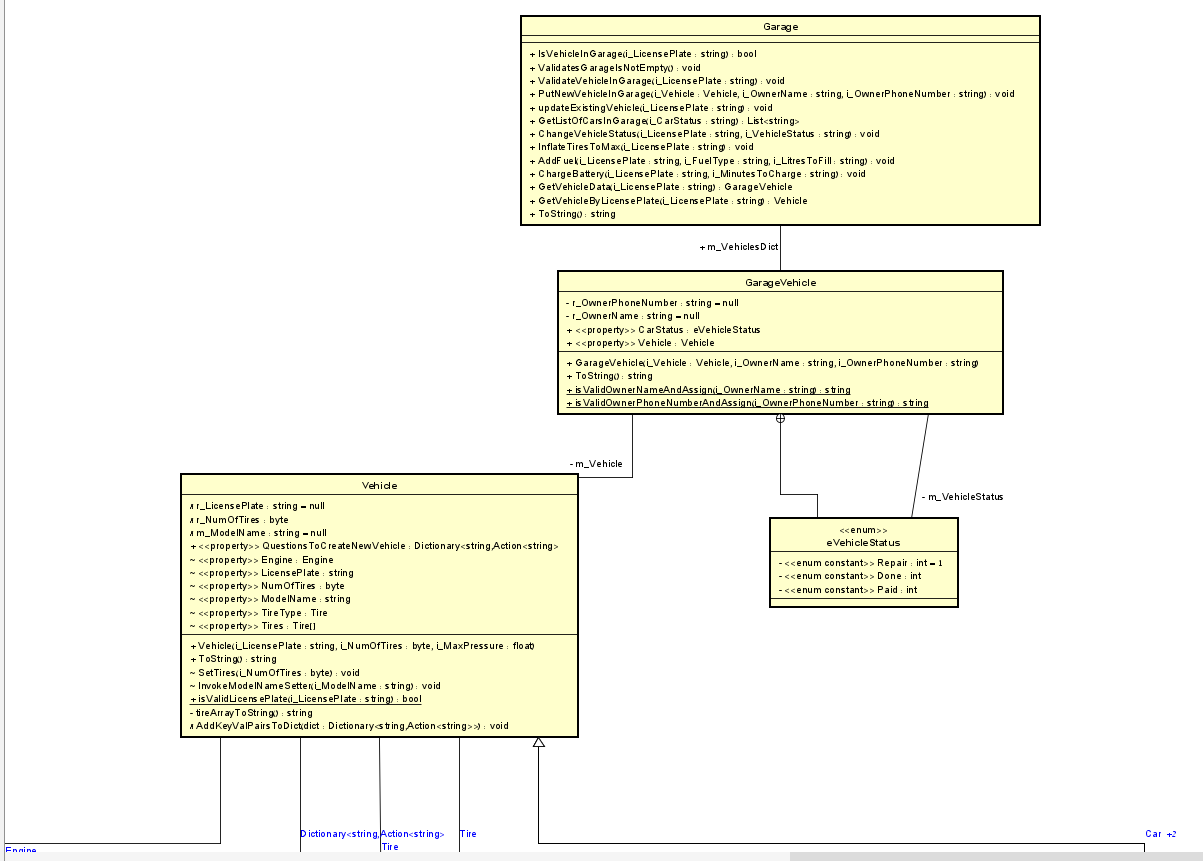 Garage
+ IsVehicleInGarage(i_LicensePlate : string) : bool
+ ValidatesGarageIsNotEmpty() : void
+ ValidateVehicleInGarage(i_LicensePlate : string) : void
+ PutNewVehicleInGarage(i_Vehicle : Vehicle, i_OwnerName : string, i_OwnerPhoneNumber : string) : void
+ updateExistingVehicle(i_LicensePlate : string) : void
+ GetListOfCarsInGarage(i_CarStatus : string) : List<string>
+ ChangeVehicleStatus(i_LicensePlate : string, i_VehicleStatus : string) : void
+ InflateTiresToMax(i_LicensePlate : string) : void
+ AddFuel(i_LicensePlate : string, i_FuelType : string, i_LitresToFill : string) : void
+ ChargeBattery(i_LicensePlate : string, i_MinutesToCharge : string) : void
+ GetVehicleData(i_LicensePlate : string) : GarageVehicle
+ GetVehicleByLicensePlate(i_LicensePlate : string) : Vehicle
+ ToString() : string
+ m_VehiclesDict
GarageVehicle
- r_OwnerPhoneNumber : string = null
- r_OwnerName : string = null
+ <<property>> CarStatus : eVehicleStatus
+ <<property>> Vehicle : Vehicle
+ GarageVehicle(i_Vehicle : Vehicle, i_OwnerName : string, i_OwnerPhoneNumber : string)
+ ToString() : string
+ isValidOwnerNameAndAssign(i_OwnerName : string) : string
+ isValidOwnerPhoneNumberAndAssign(i_OwnerPhoneNumber : string) : string
- m_Vehicle
- m_VehicleStatus
Vehicle
# r_LicensePlate : string = null
# r_NumOfTires : byte
# m_ModelName : string = null
+ <<property>> QuestionsToCreateNewVehicle : Dictionary<string,Action<string>
~ <<property>> Engine : Engine
~ <<property>> LicensePlate : string
~ <<property>> NumOfTires : byte
~ <<property>> ModelName : string
~ <<property>> TireType : Tire
~ <<property>> Tires : Tire[]
+ Vehicle(i_LicensePlate : string, i_NumOfTires : byte, i_MaxPressure : float)
+ ToString() : string
~ SetTires(i_NumOfTires : byte) : void
~ InvokeModelNameSetter(i_ModelName : string) : void
+ isValidLicensePlate(i_LicensePlate : string) : bool
- tireArrayToString() : string
# AddKeyValPairsToDict(dict : Dictionary<string,Action<string>>) : void
<<enum>>
eVehicleStatus
- <<enum constant>> Repair : int = 1
- <<enum constant>> Done : int
- <<enum constant>> Paid : int
Dictionary<string,Action<string>
Tire
Tire
Car +2
Engine